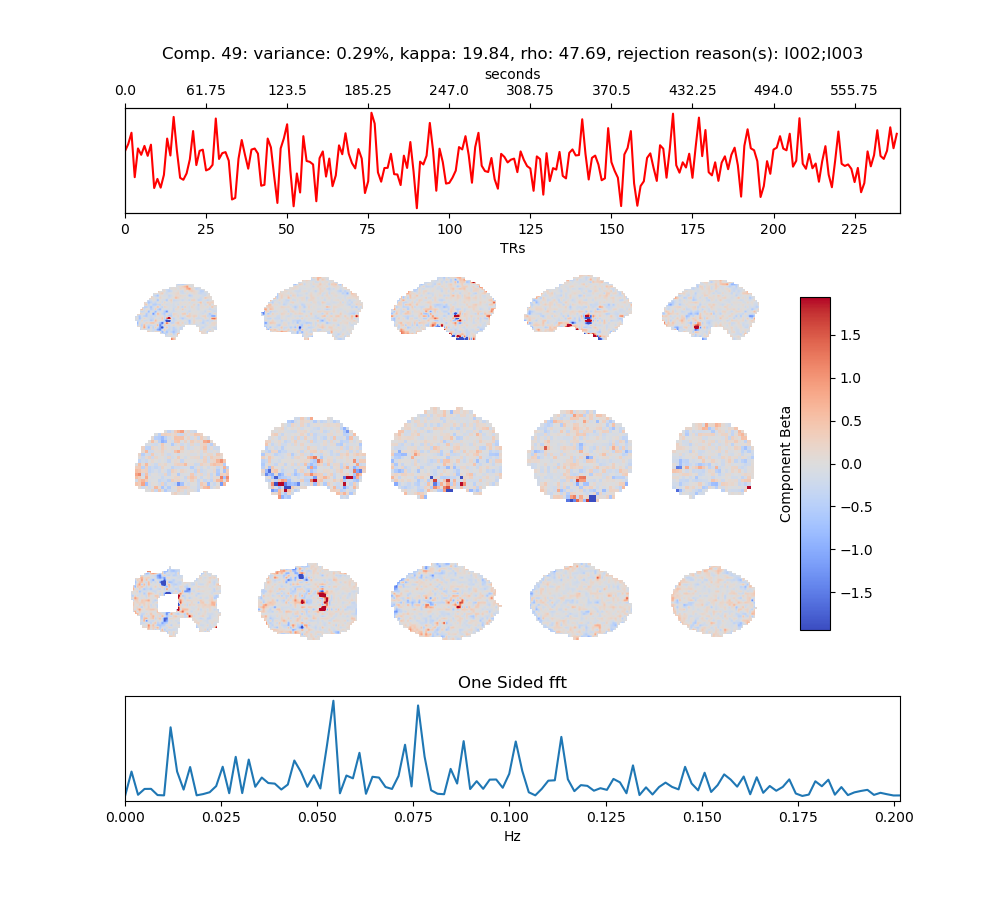 Comp. 49: variance: 0.29%, kappa: 19.84, rho: 47.69, rejection reason(s): I002;I003
seconds
0.0 61.75 123.5 185.25 247.0 308.75 370.5 432.25 494.0 555.75
0 25 50 75 100 125 150 175 200 225
TRs
1.5
1.0
0.5
0.0
−0.5
−1.0
−1.5
Component Beta
One Sided fft
0.000 0.025 0.050 0.075 0.100 0.125 0.150 0.175 0.200
Hz